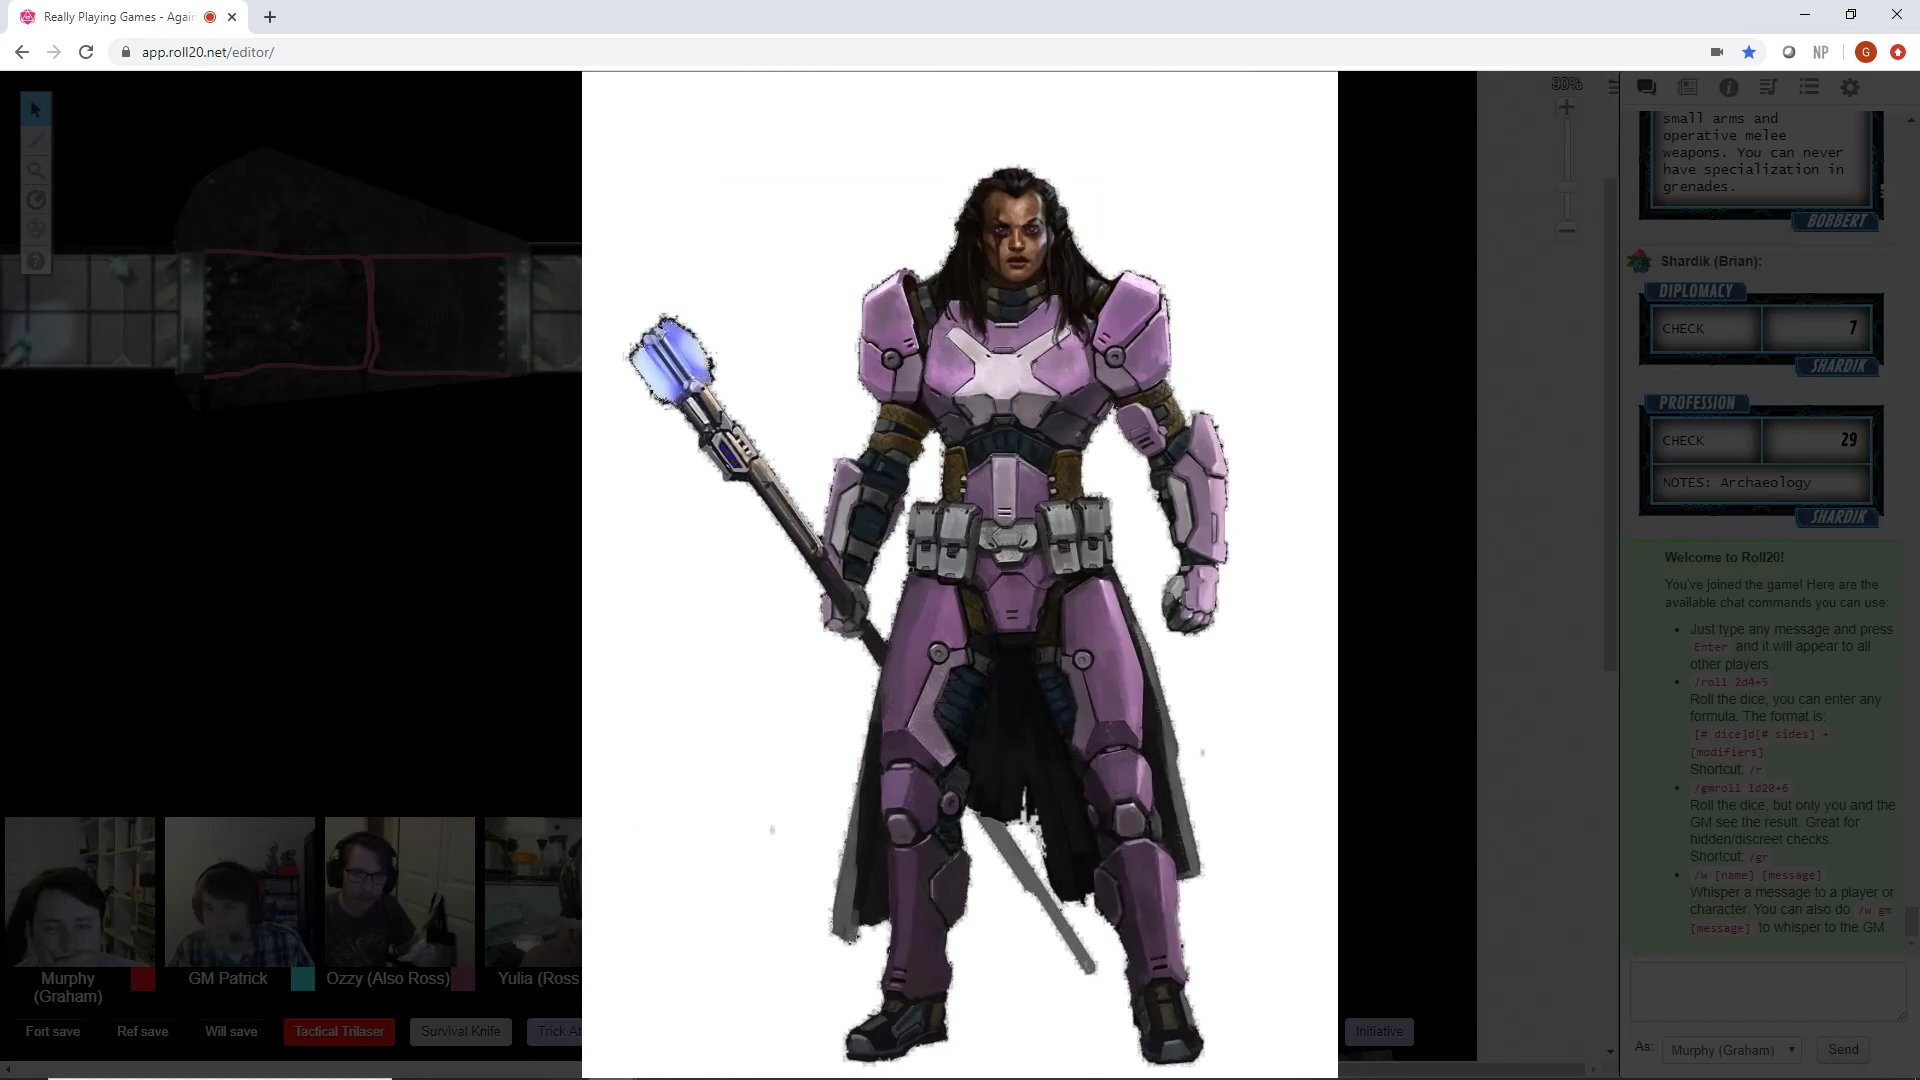 Really Playing Games - Again
app.roll20.net/editor/
NP
G
90%
small arms and
operative melee
weapons. You can never
have specialization in
grenades.
BOBBERT
Shardik (Brian):
DIPLOMACY
CHECK 7
SHARDIK
PROFESSION
CHECK 29
NOTES: Archaeology
SHARDIK
Welcome to Roll20!
You've joined the game! Here are the
available chat commands you can use:
Just type any message and press
Enter and it will appear to all
other players.
/roll 2d4+5
Roll the dice, you can enter any
formula. The format is:
[# dice]d[# sides] +
[modifiers]
Shortcut: /r
/gmroll 1d20+6
Roll the dice, but only you and the
GM see the result. Great for
hidden/discreet checks.
Shortcut: /gr
/w [name] [message]
Whisper a message to a player or
character. You can also do /w gm
[message] to whisper to the GM.
Murphy
(Graham)
GM Patrick
Ozzy (Also Ross)
Yulia (Ross
Fort save
Ref save
Will save
Tactical Trilaser
Survival Knife
Trick At
Initiative
As: Murphy (Graham)
Send